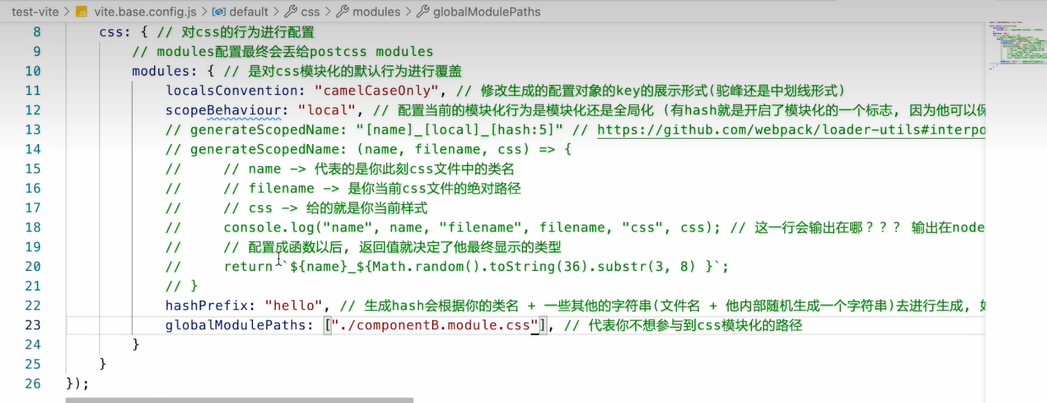 test-vite > vite.base.config.js > default > css > modules > globalModulePaths
8 css: { // 对css的行为进行配置
9 // modules配置最终会丢给postcss modules
10 modules: { // 是对css模块化的默认行为进行覆盖
11 localsConvention: "camelCaseOnly", // 修改生成的配置对象的key的展示形式(驼峰还是中划线形式)
12 scopeBehaviour: "local", // 配置当前的模块化行为是模块化还是全局化 (有hash就是开启了模块化的一个标志, 因为他可以保
13 // generateScopedName: "[name]_[local]_[hash:5]" // https://github.com/webpack/loader-utils#interpo
14 // generateScopedName: (name, filename, css) => {
15 // // name -> 代表的是你此刻css文件中的类名
16 // // filename -> 是你当前css文件的绝对路径
17 // // css -> 给的就是你当前样式
18 // console.log("name", name, "filename", filename, "css", css); // 这一行会输出在哪？？？ 输出在node
19 // // 配置成函数以后, 返回值就决定了他最终显示的类型
20 // return `${name}_${Math.random().toString(36).substr(3, 8) }`;
21 // }
22 hashPrefix: "hello", // 生成hash会根据你的类名 + 一些其他的字符串(文件名 + 他内部随机生成一个字符串)去进行生成,
23 globalModulePaths: ["./componentB.module.css"], // 代表你不想参与到css模块化的路径
24 }
25 }
26 });